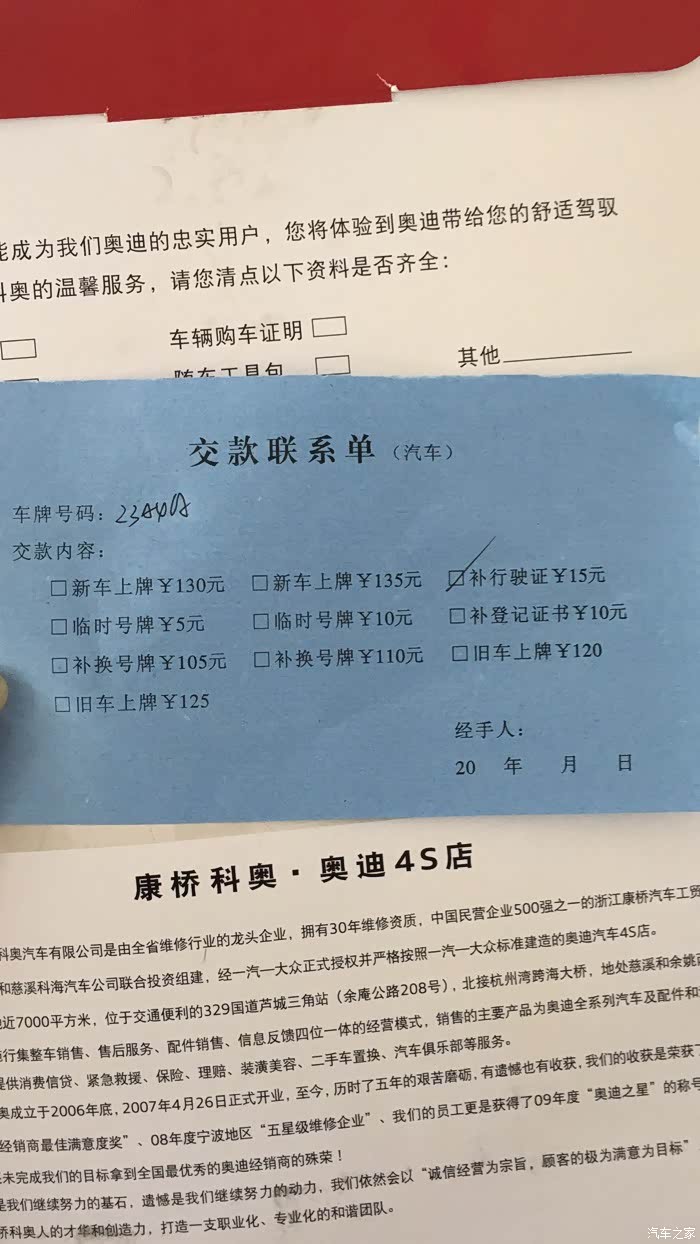 能成为我们奥迪的忠实用户，您将体验到奥迪带给您的舒适驾驭
科奥的温馨服务，请您清点以下资料是否齐全：
车辆购车证明 □
随车工具包 □ 其他
交款联系单（汽车）
车牌号码：
交款内容：
□新车上牌￥130元 □新车上牌￥135元 □补行驶证￥15元
□临时号牌￥5元 □临时号牌￥10元 □补登记证书￥10元
□补换号牌￥105元 □补换号牌￥110元 □旧车上牌￥120
□旧车上牌￥125
经手人：
20 年 月 日
康桥科奥·奥迪4S店
科奥汽车有限公司是由全省维修行业的龙头企业，拥有30年维修资质，中国民营企业500强之一的浙江康桥汽车工贸
和慈溪科海汽车公司联合投资组建，经一汽一大众正式授权并严格按照一汽一大众标准建造的奥迪汽车4S店。
近7000平方米，位于交通便利的329国道芦城三角站（余庵公路208号），北接杭州湾跨海大桥，地处慈溪和余姚
行集整车销售、售后服务、配件销售、信息反馈四位一体的经营模式，销售的主要产品为奥迪全系列汽车及配件和
提供消费信贷、紧急救援、保险、理赔、装潢美容、二手车置换、汽车俱乐部等服务。
奥成立于2006年底，2007年4月26日正式开业，至今，历时了五年的艰苦磨砺，有遗憾也有收获，我们的收获是荣获了
经销商最佳满意度奖”、08年度宁波地区“五星级维修企业”、我们的员工更是获得了09年度“奥迪之星”的称号
未完成我们的目标拿到全国最优秀的奥迪经销商的殊荣！
是我们继续努力的基石，遗憾是我们继续努力的动力，我们依然会以“诚信经营为宗旨，顾客的极为满意为目标”
桥科奥人的才华和创造力，打造一支职业化、专业化的和谐团队。
汽车之家